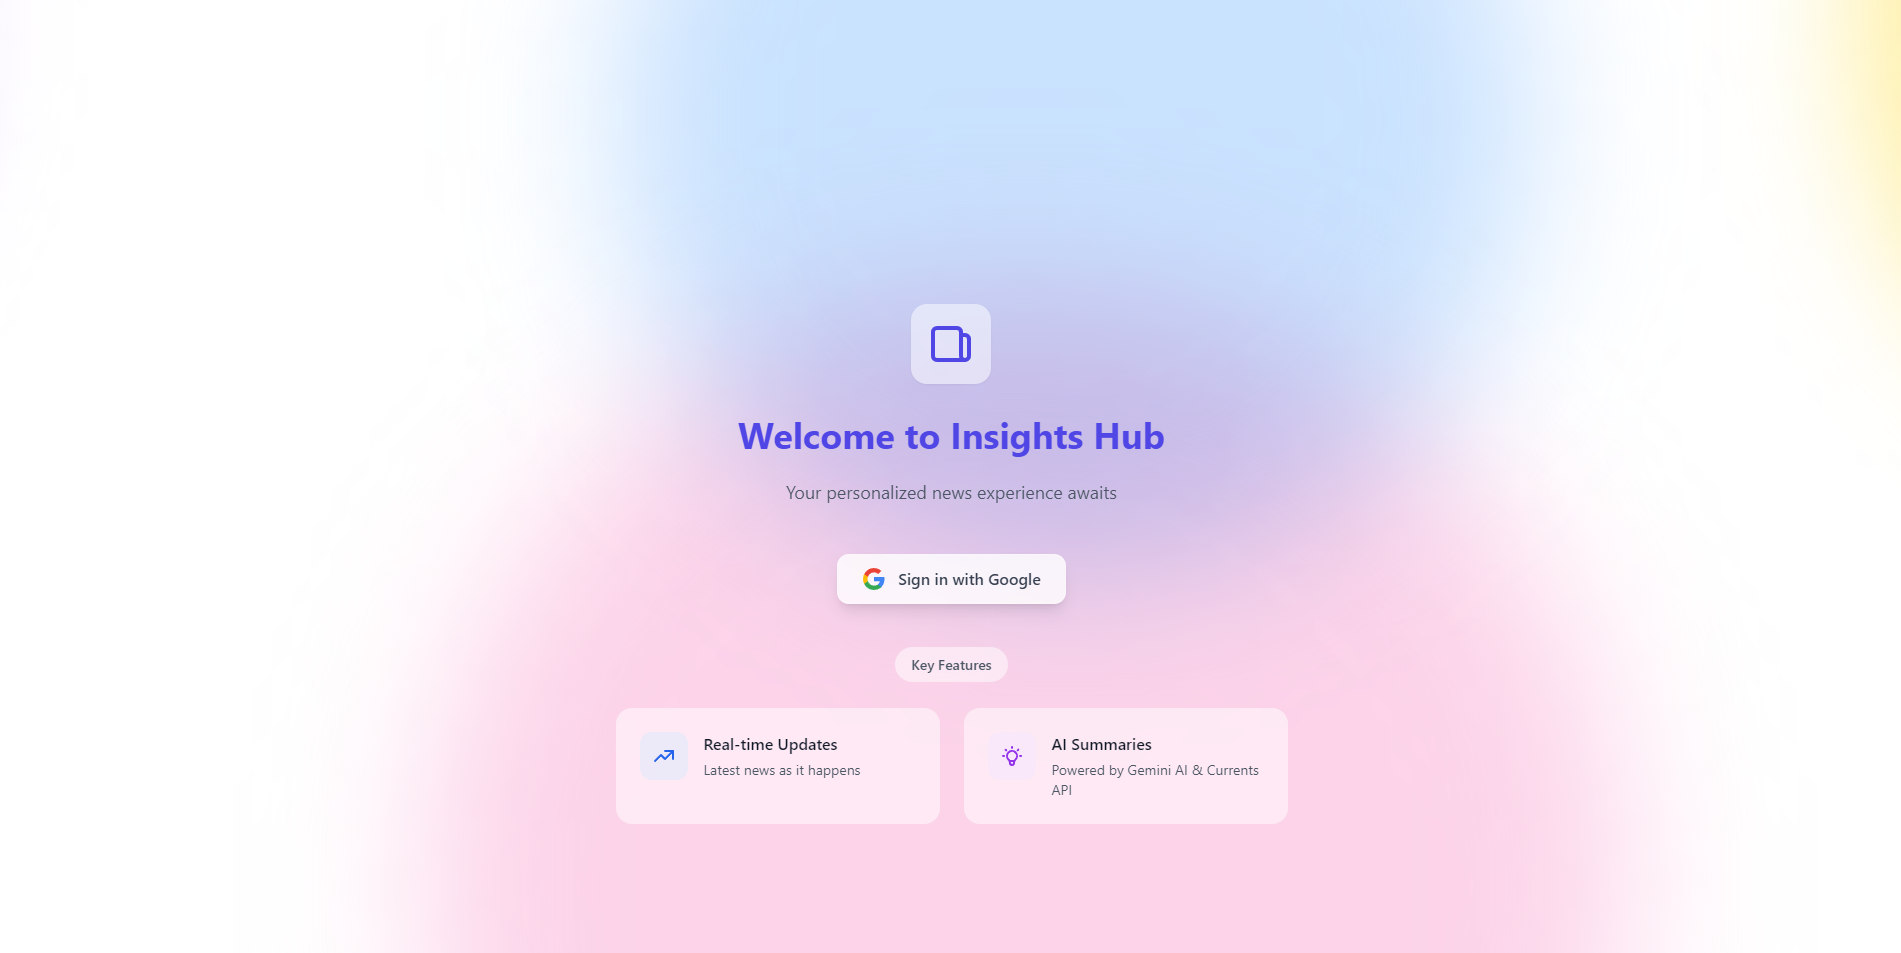 Welcome to Insights Hub
Your personalized news experience awaits
Sign in with Google
Key Features
Real-time Updates
Latest news as it happens
AI Summaries
Powered by Gemini AI & Currents
API